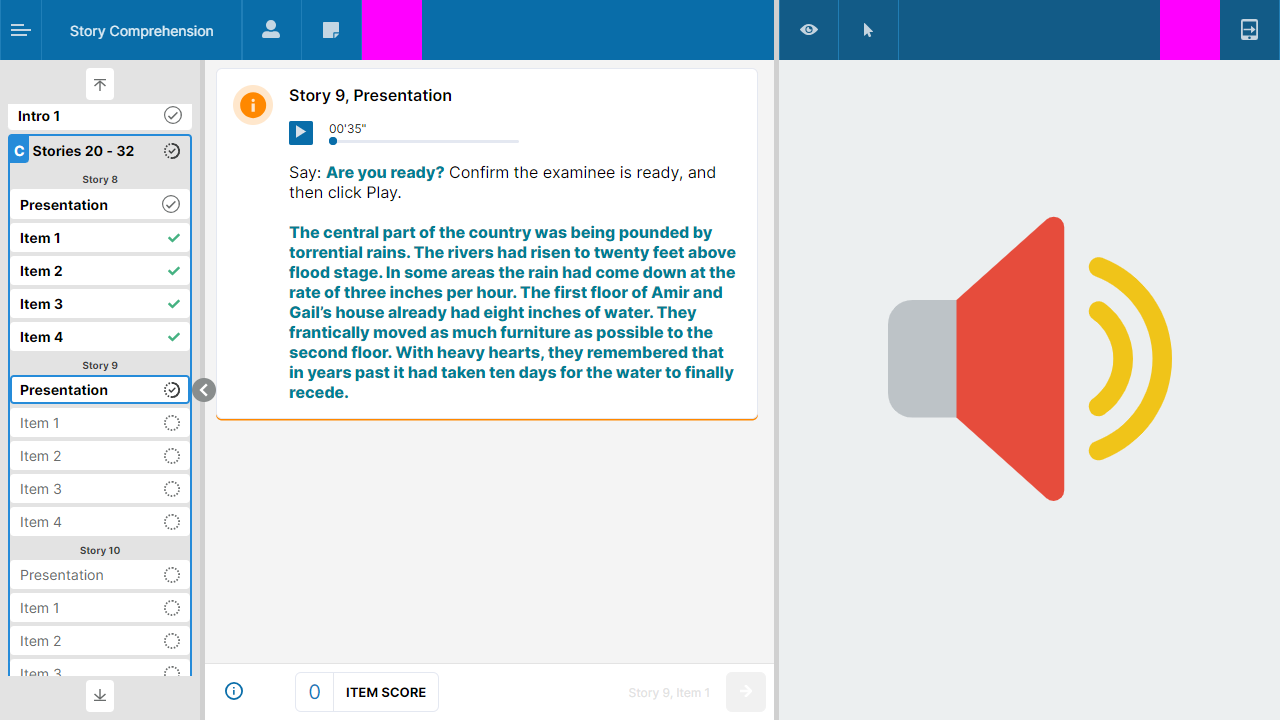 Story Comprehension
Intro 1
C Stories 20 - 32
Story 8
Presentation
Item 1
Item 2
Item 3
Item 4
Story 9
Presentation
Item 1
Item 2
Item 3
Item 4
Story 10
Presentation
Item 1
Item 2
Item 3
Story 9, Presentation
00'35"
Say: Are you ready? Confirm the examinee is ready, and
then click Play.
The central part of the country was being pounded by
torrential rains. The rivers had risen to twenty feet above
flood stage. In some areas the rain had come down at the
rate of three inches per hour. The first floor of Amir and
Gail's house already had eight inches of water. They
frantically moved as much furniture as possible to the
second floor. With heavy hearts, they remembered that
in years past it had taken ten days for the water to finally
recede.
0 ITEM SCORE
Story 9, Item 1